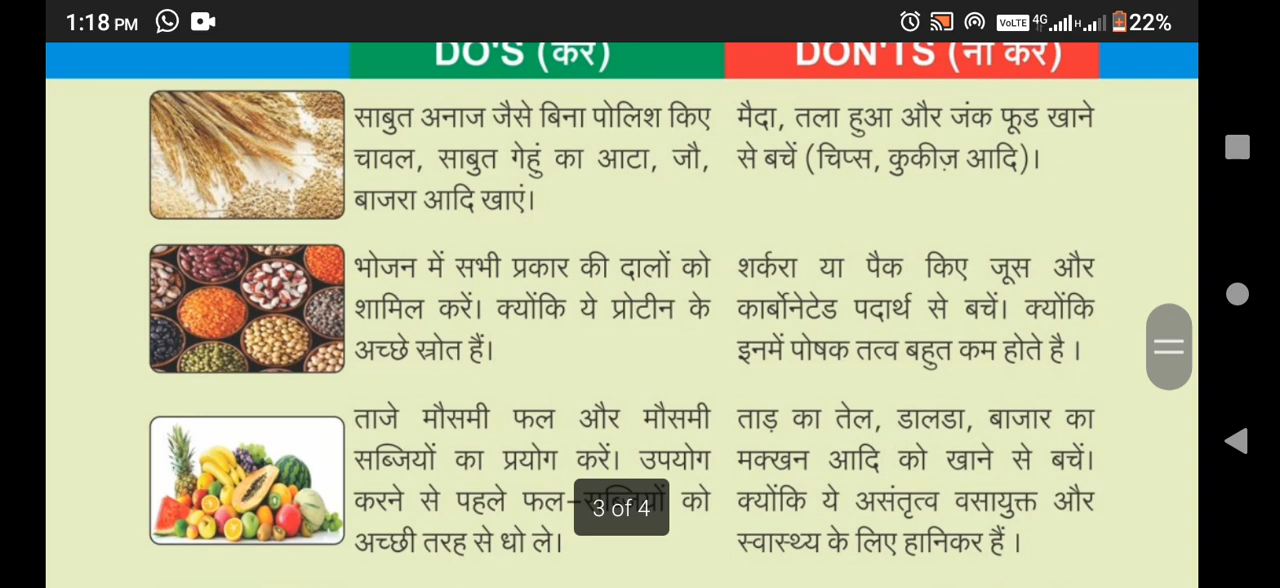 1:18 PM
VoLTE 4G H 22%
DO'S (करें)
DON'TS (ना करें)
साबुत अनाज जैसे बिना पोलिश किए
चावल, साबुत गेहूं का आटा, जौ,
बाजरा आदि खाएं।
मैदा, तला हुआ और जंक फूड खाने
से बचें (चिप्स, कुकीज़ आदि)।
भोजन में सभी प्रकार की दालों को
शामिल करें। क्योंकि ये प्रोटीन के
अच्छे स्रोत हैं।
शर्करा या पैक किए जूस और
कार्बोनेटेड पदार्थ से बचें। क्योंकि
इनमें पोषक तत्व बहुत कम होते है ।
ताजे मौसमी फल और मौसमी
सब्जियों का प्रयोग करें। उपयोग
करने से पहले फल-सब्जियों को
अच्छी तरह से धो ले।
ताड़ का तेल, डालडा, बाजार का
मक्खन आदि को खाने से बचें।
क्योंकि ये असंतृत्व वसायुक्त और
स्वास्थ्य के लिए हानिकर हैं ।
3 of 4